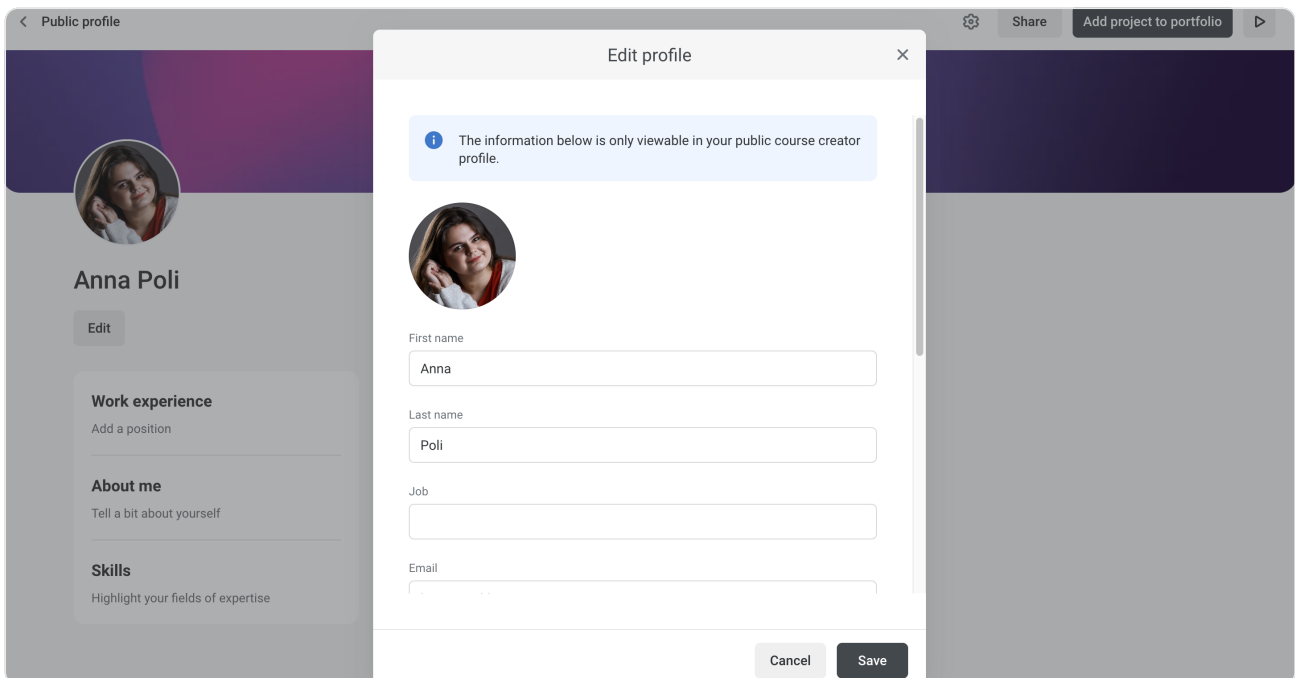 Public profile
Share
Add project to portfolio
Edit profile
The information below is only viewable in your public course creator
profile.
Anna Poli
Edit
Work experience
Add a position
About me
Tell a bit about yourself
Skills
Highlight your fields of expertise
First name
Anna
Last name
Poli
Job
Email
Cancel
Save